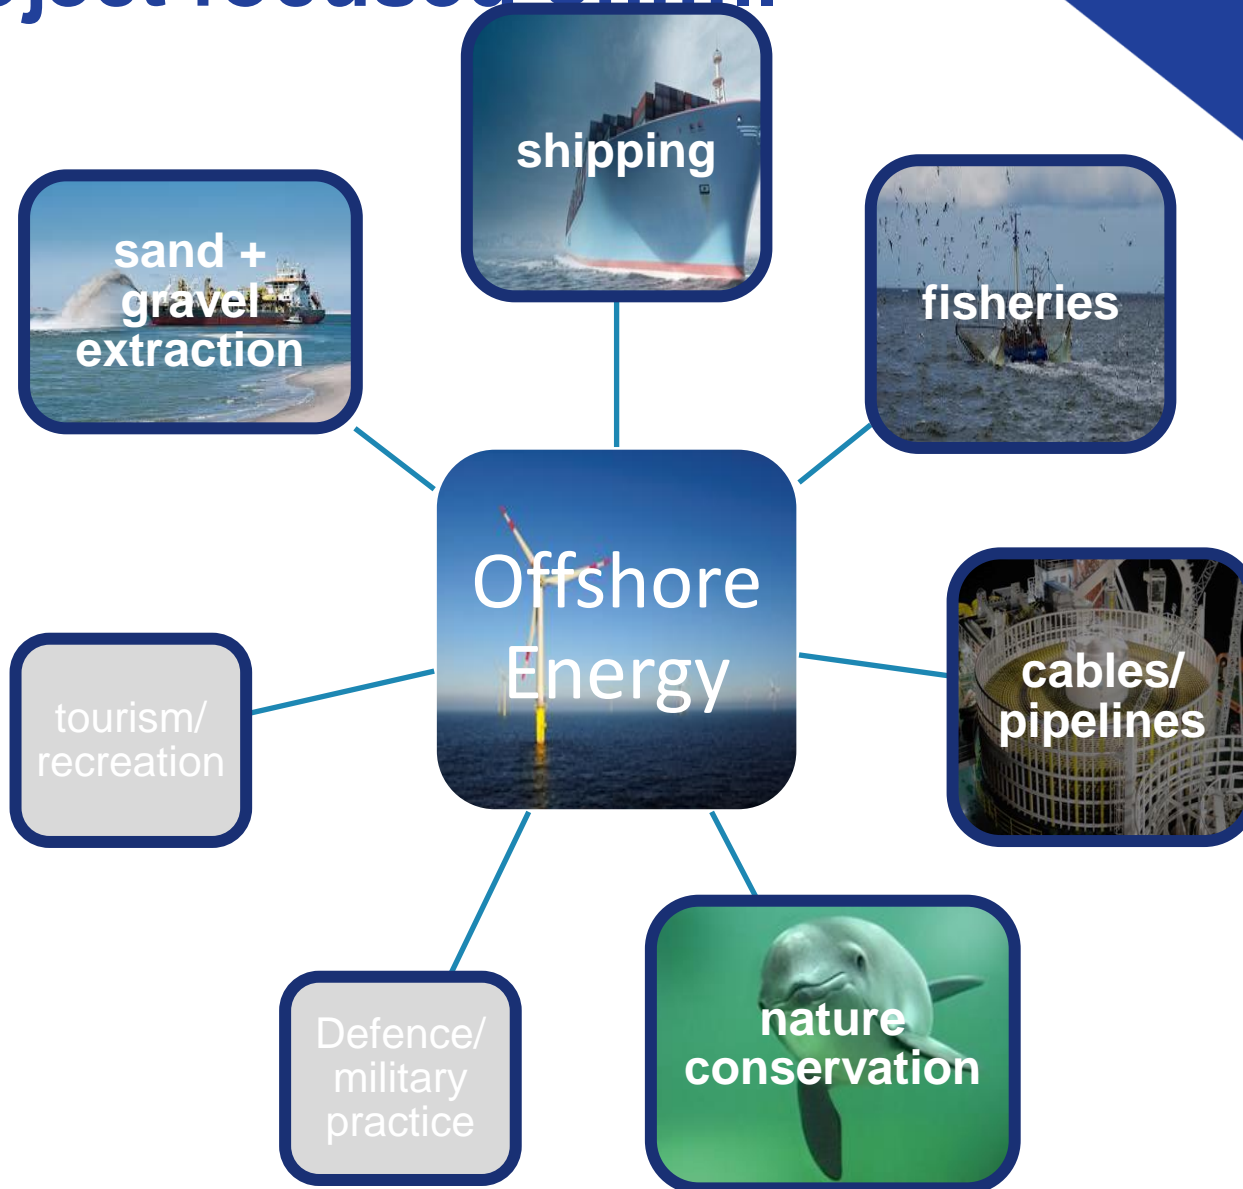 shipping
sand +
gravel
extraction
fisheries
Offshore
Energy
cables/
pipelines
tourism/
recreation
nature
conservation
Defence/
military
practice